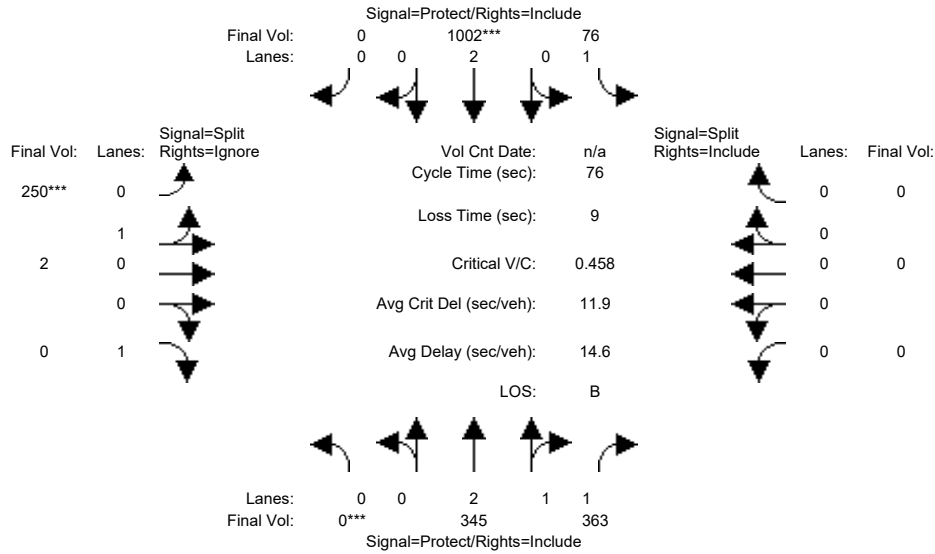 Signal=Protect/Rights=Include
Final Vol: 0 1002*** 76
Lanes: 0 0 2 0 1
Signal=Split
Final Vol: Lanes: Rights=Ignore
Vol Cnt Date: n/a
Signal=Split
Rights=Include Lanes: Final Vol:
Cycle Time (sec): 76
250*** 0
0 0
Loss Time (sec): 9
1
0
2 0
Critical V/C: 0.458
0 0
0
Avg Crit Del (sec/veh): 11.9
0
0 1
Avg Delay (sec/veh): 14.6
0 0
LOS: B
Lanes: 0 0 2 1 1
Final Vol: 0*** 345 363
Signal=Protect/Rights=Include